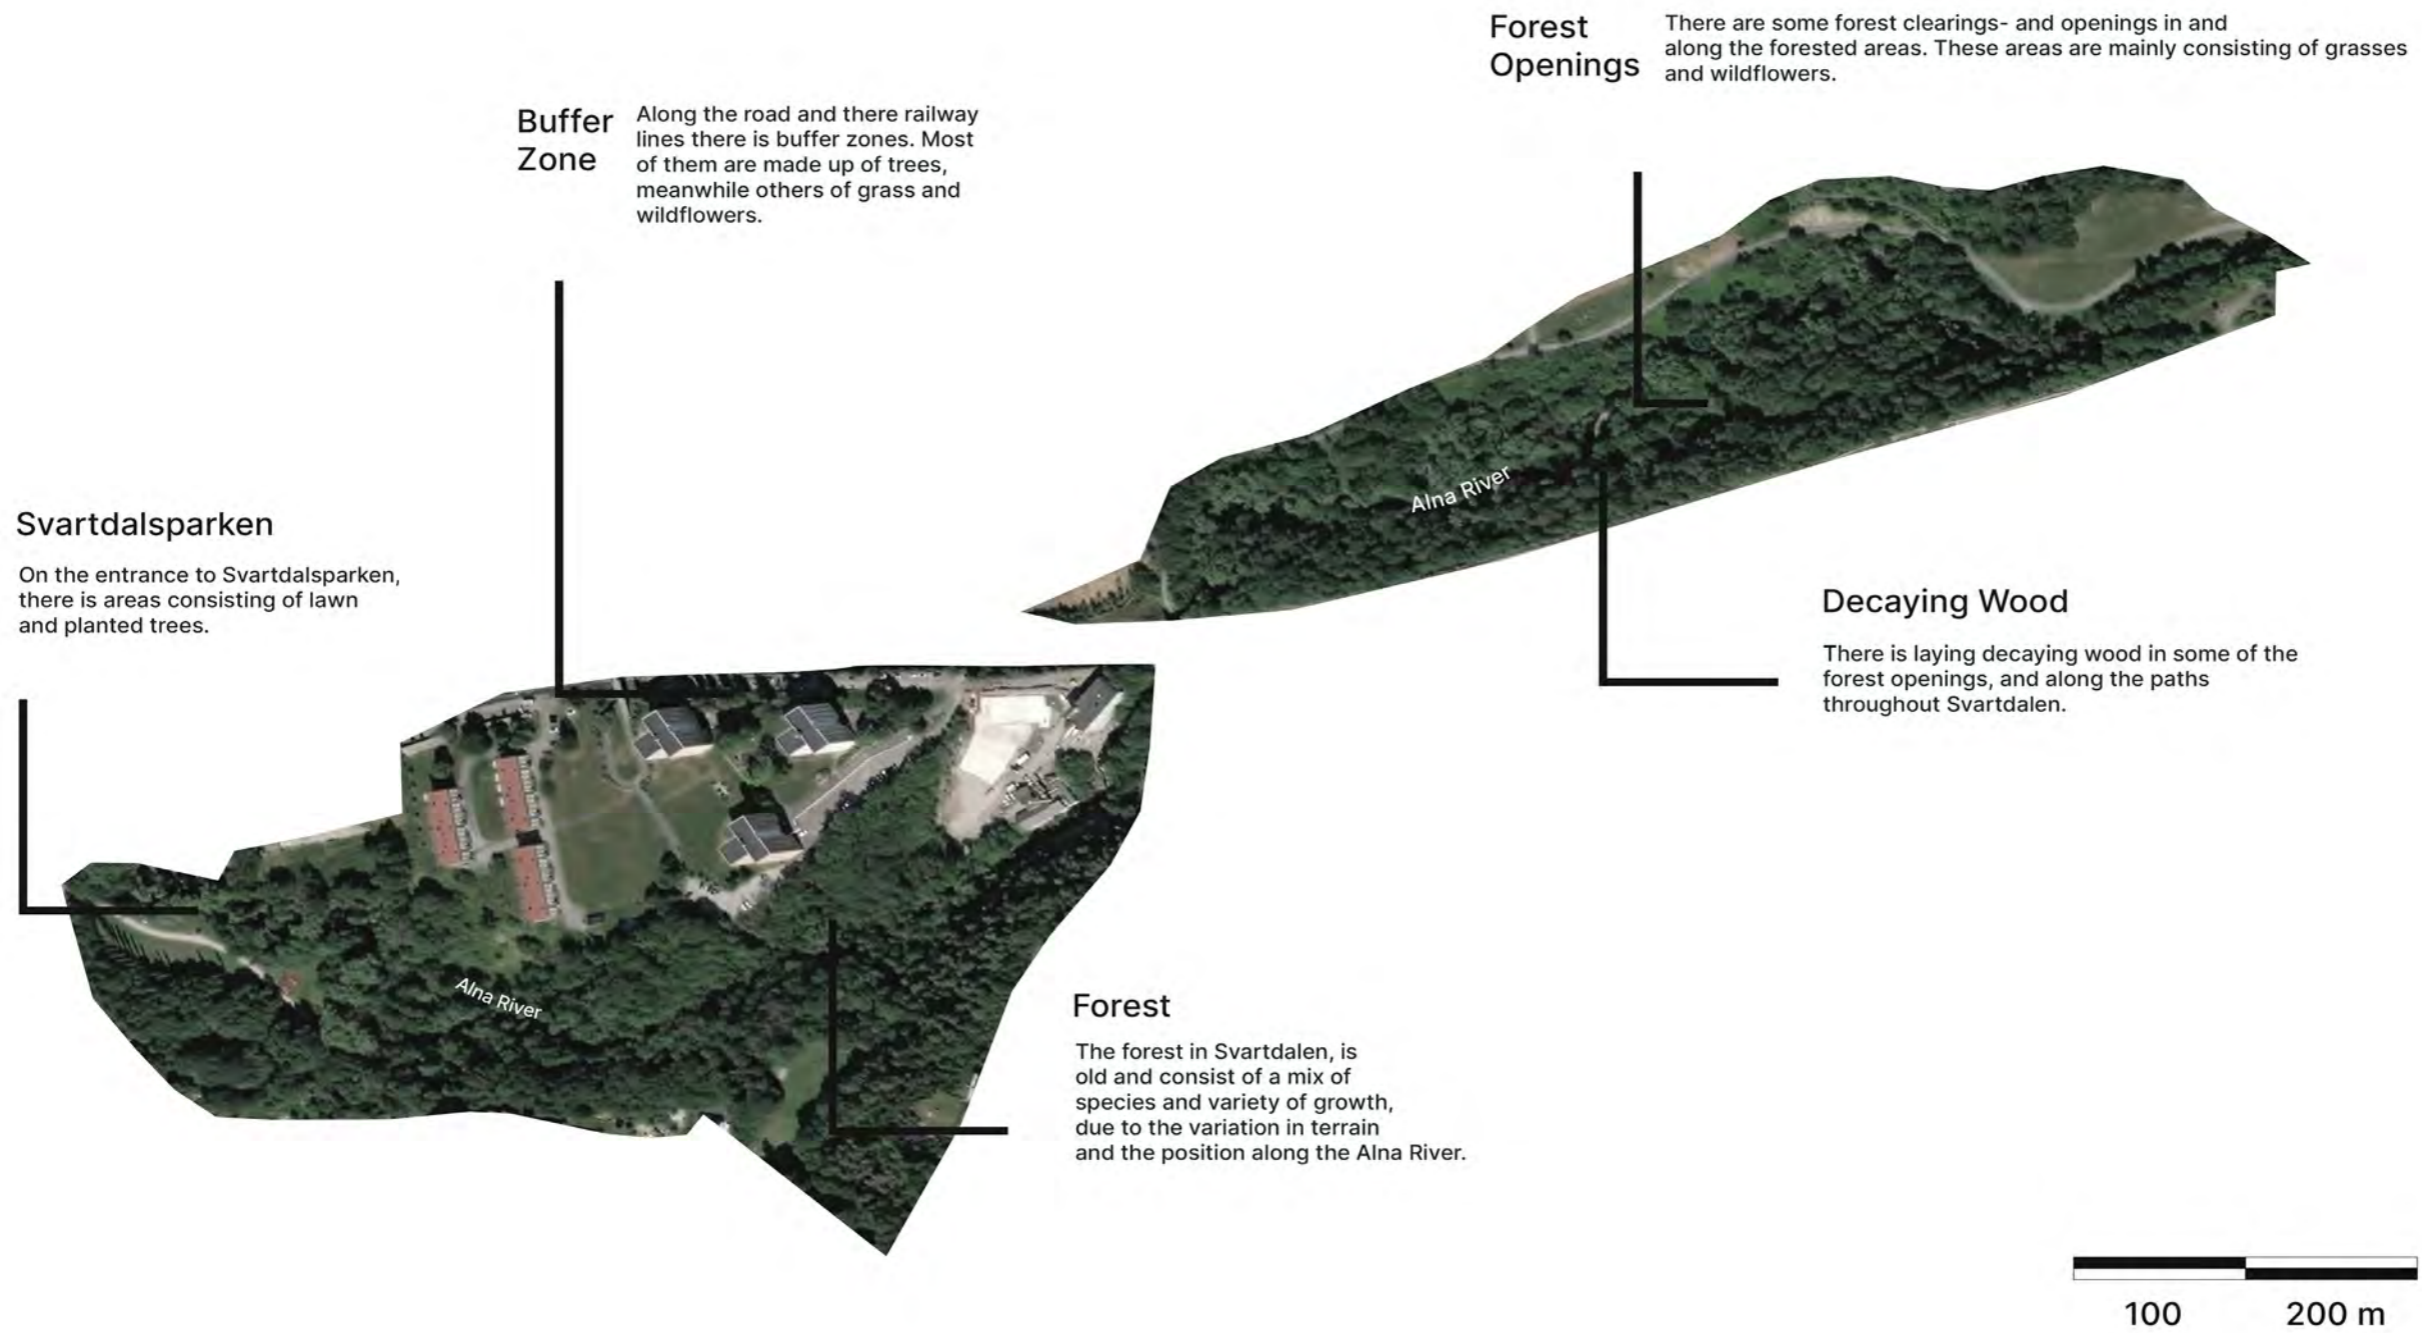 Forest
Openings
There are some forest clearings- and openings in and
along the forested areas. These areas are mainly consisting of grasses
and wildflowers.
Buffer
Zone
Along the road and there railway
lines there is buffer zones. Most
of them are made up of trees,
meanwhile others of grass and
wildflowers.
Svartdalsparken
On the entrance to Svartdalsparken,
there is areas consisting of lawn
and planted trees.
Alna River
Decaying Wood
There is laying decaying wood in some of the
forest openings, and along the paths
throughout Svartdalen.
Alna River
Forest
The forest in Svartdalen, is
old and consist of a mix of
species and variety of growth,
due to the variation in terrain
and the position along the Alna River.
100 200 m